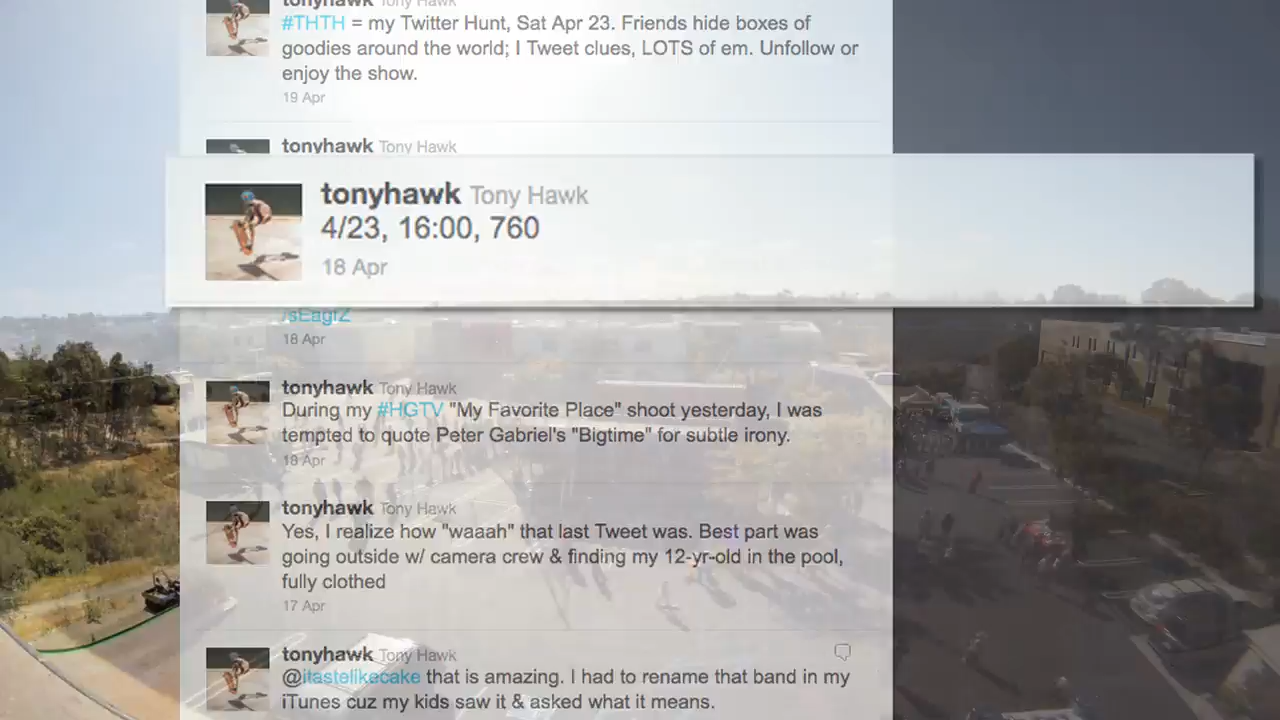 tonyhawk Tony Hawk
#THTH = my Twitter Hunt, Sat Apr 23. Friends hide boxes of
goodies around the world; I Tweet clues, LOTS of em. Unfollow or
enjoy the show.
19 Apr
tonyhawk Tony Hawk
tonyhawk Tony Hawk
4/23, 16:00, 760
18 Apr
/sEagfZ
18 Apr
tonyhawk Tony Hawk
During my #HGTV "My Favorite Place" shoot yesterday, I was
tempted to quote Peter Gabriel's "Bigtime" for subtle irony.
18 Apr
tonyhawk Tony Hawk
Yes, I realize how "waaah" that last Tweet was. Best part was
going outside w/ camera crew & finding my 12-yr-old in the pool,
fully clothed
17 Apr
tonyhawk Tony Hawk
@itastelikecake that is amazing. I had to rename that band in my
iTunes cuz my kids saw it & asked what it means.